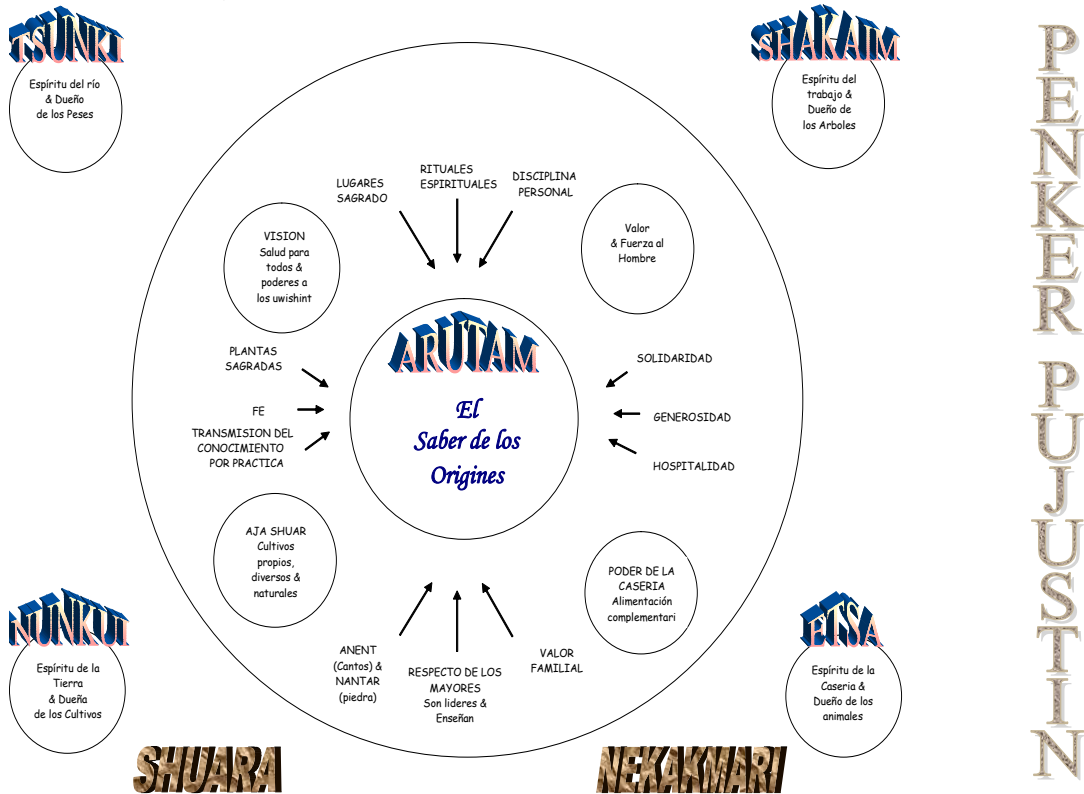 TSUNKI
Espíritu del río
& Dueño
de los Peses
SHAKAIM
Espíritu del
trabajo &
Dueño de
los Arboles
PENKER PUJUSTIN
LUGARES
SAGRADO
RITUALES
ESPIRITUALES
DISCIPLINA
PERSONAL
VISION
Salud para
todos &
poderes a
los uwishint
Valor
& Fuerza al
Hombre
ARUTAM
El
Saber de los
Origines
PLANTAS
SAGRADAS
FE
TRANSMISION DEL
CONOCIMIENTO
POR PRACTICA
SOLIDARIDAD
GENEROSIDAD
HOSPITALIDAD
AJA SHUAR
Cultivos
propios,
diversos &
naturales
PODER DE LA
CASERIA
Alimentación
complementari
ANENT
(Cantos) &
NANTAR
(piedra)
RESPECTO DE LOS
MAYORES
Son lideres &
Enseñan
VALOR
FAMILIAL
NUNKUI
Espíritu de la
Tierra
& Dueña
de los Cultivos
ETSA
Espíritu de la
Caseria &
Dueño de los
animales
SHUARA
NEKAKMARI